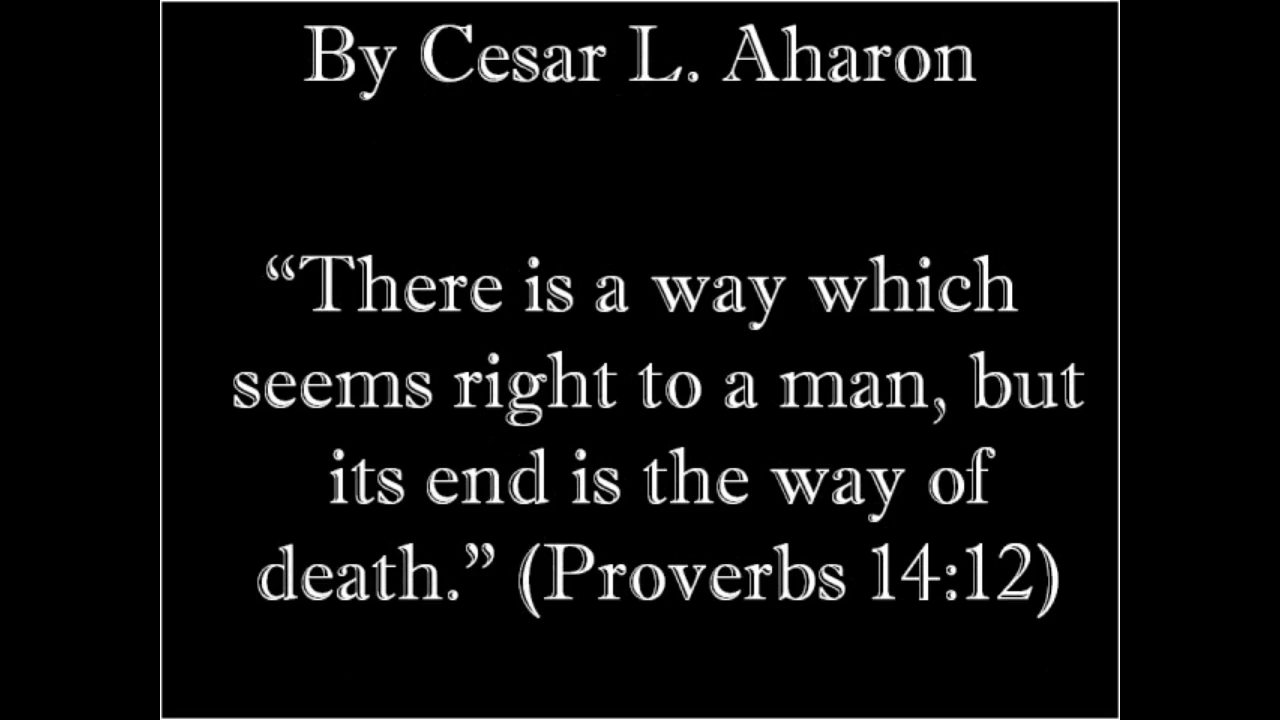 By Cesar L. Aharon
“There is a way which
seems right to a man, but
its end is the way of
death.” (Proverbs 14:12)